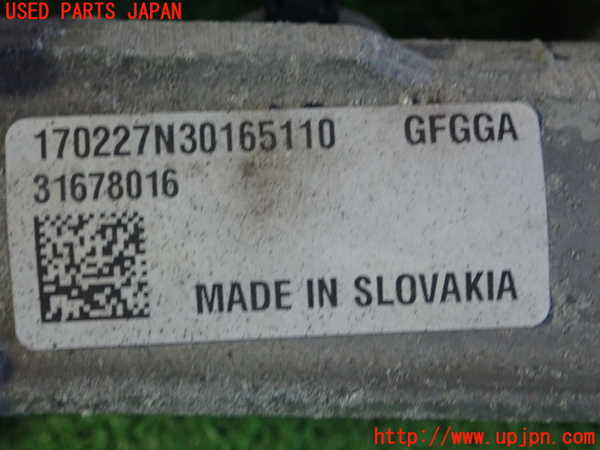 USED PARTS JAPAN
170227N30165110 GFGGA
31678016
MADE IN SLOVAKIA
http://www.upjpn.com